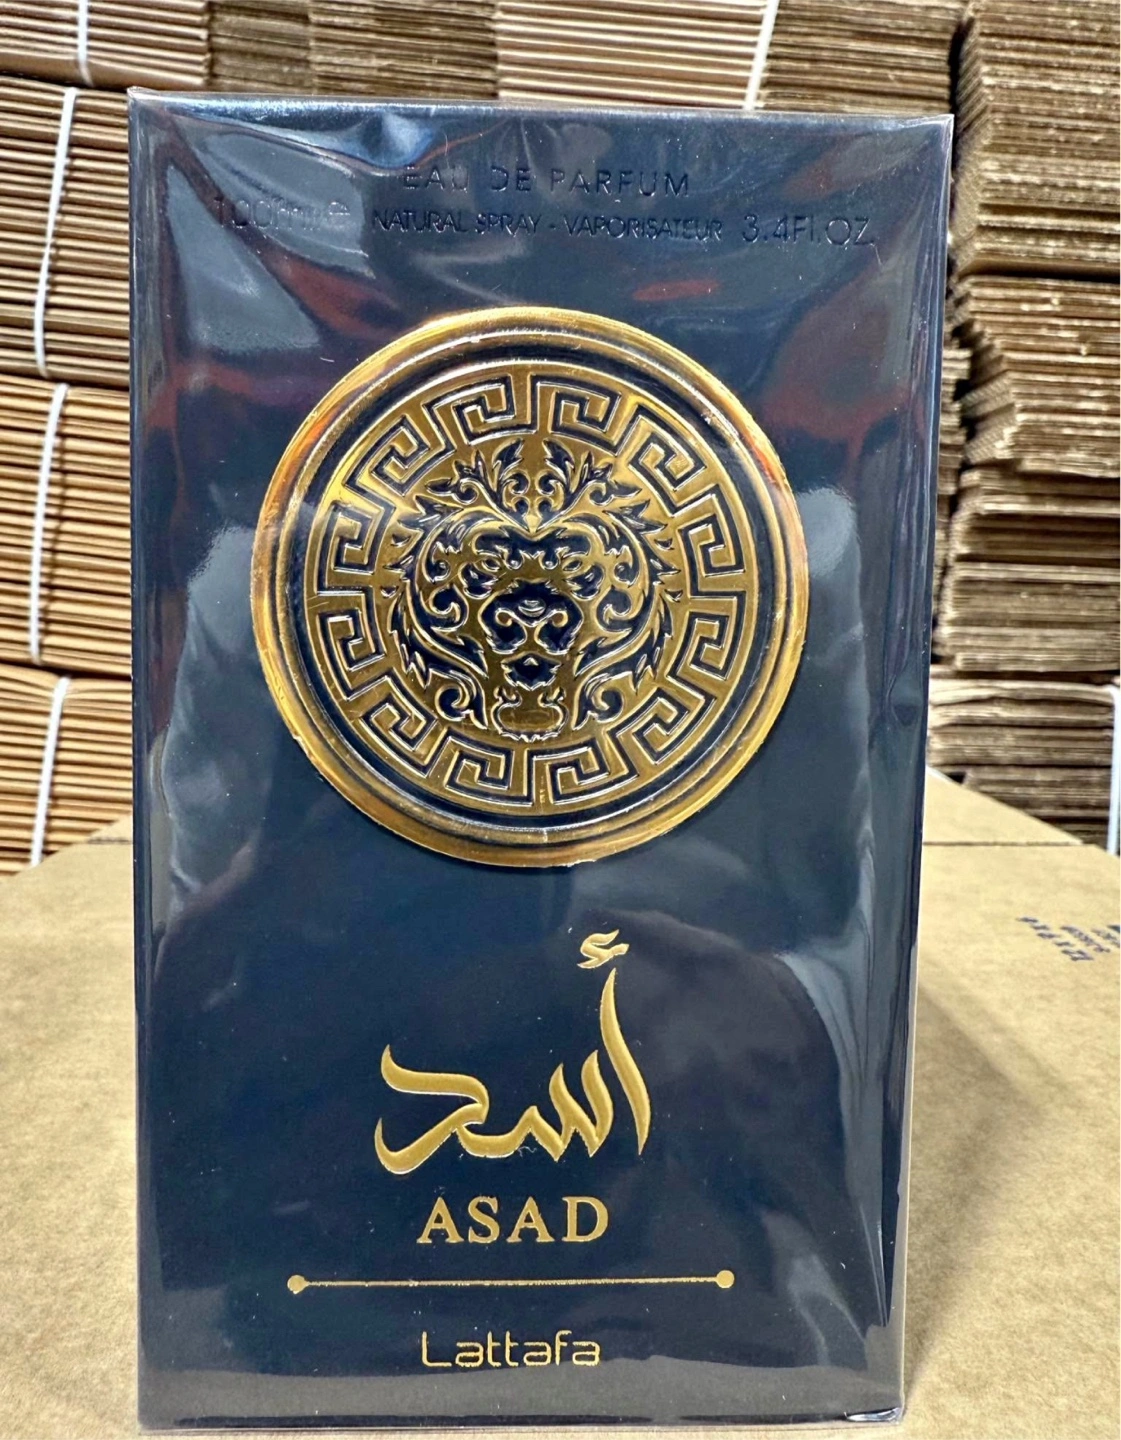 EAU DE PARFUM
100ml e NATURAL SPRAY - VAPORISATEUR 3.4Fl.OZ.
أسد
ASAD
Lattafa